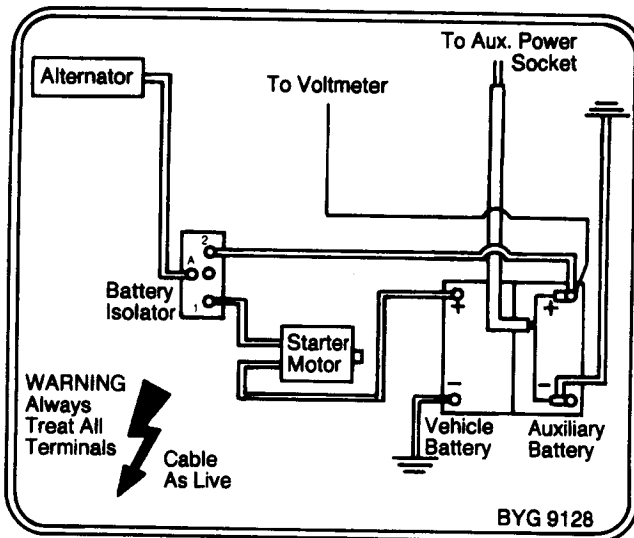 To Aux. Power
Socket
Alternator
To Voltmeter
2
A
1
Battery
Isolator
+
+
Starter
Motor
WARNING
Always
Treat All
Terminals
Cable
As Live
−
−
Vehicle
Battery
Auxiliary
Battery
BYG 9128